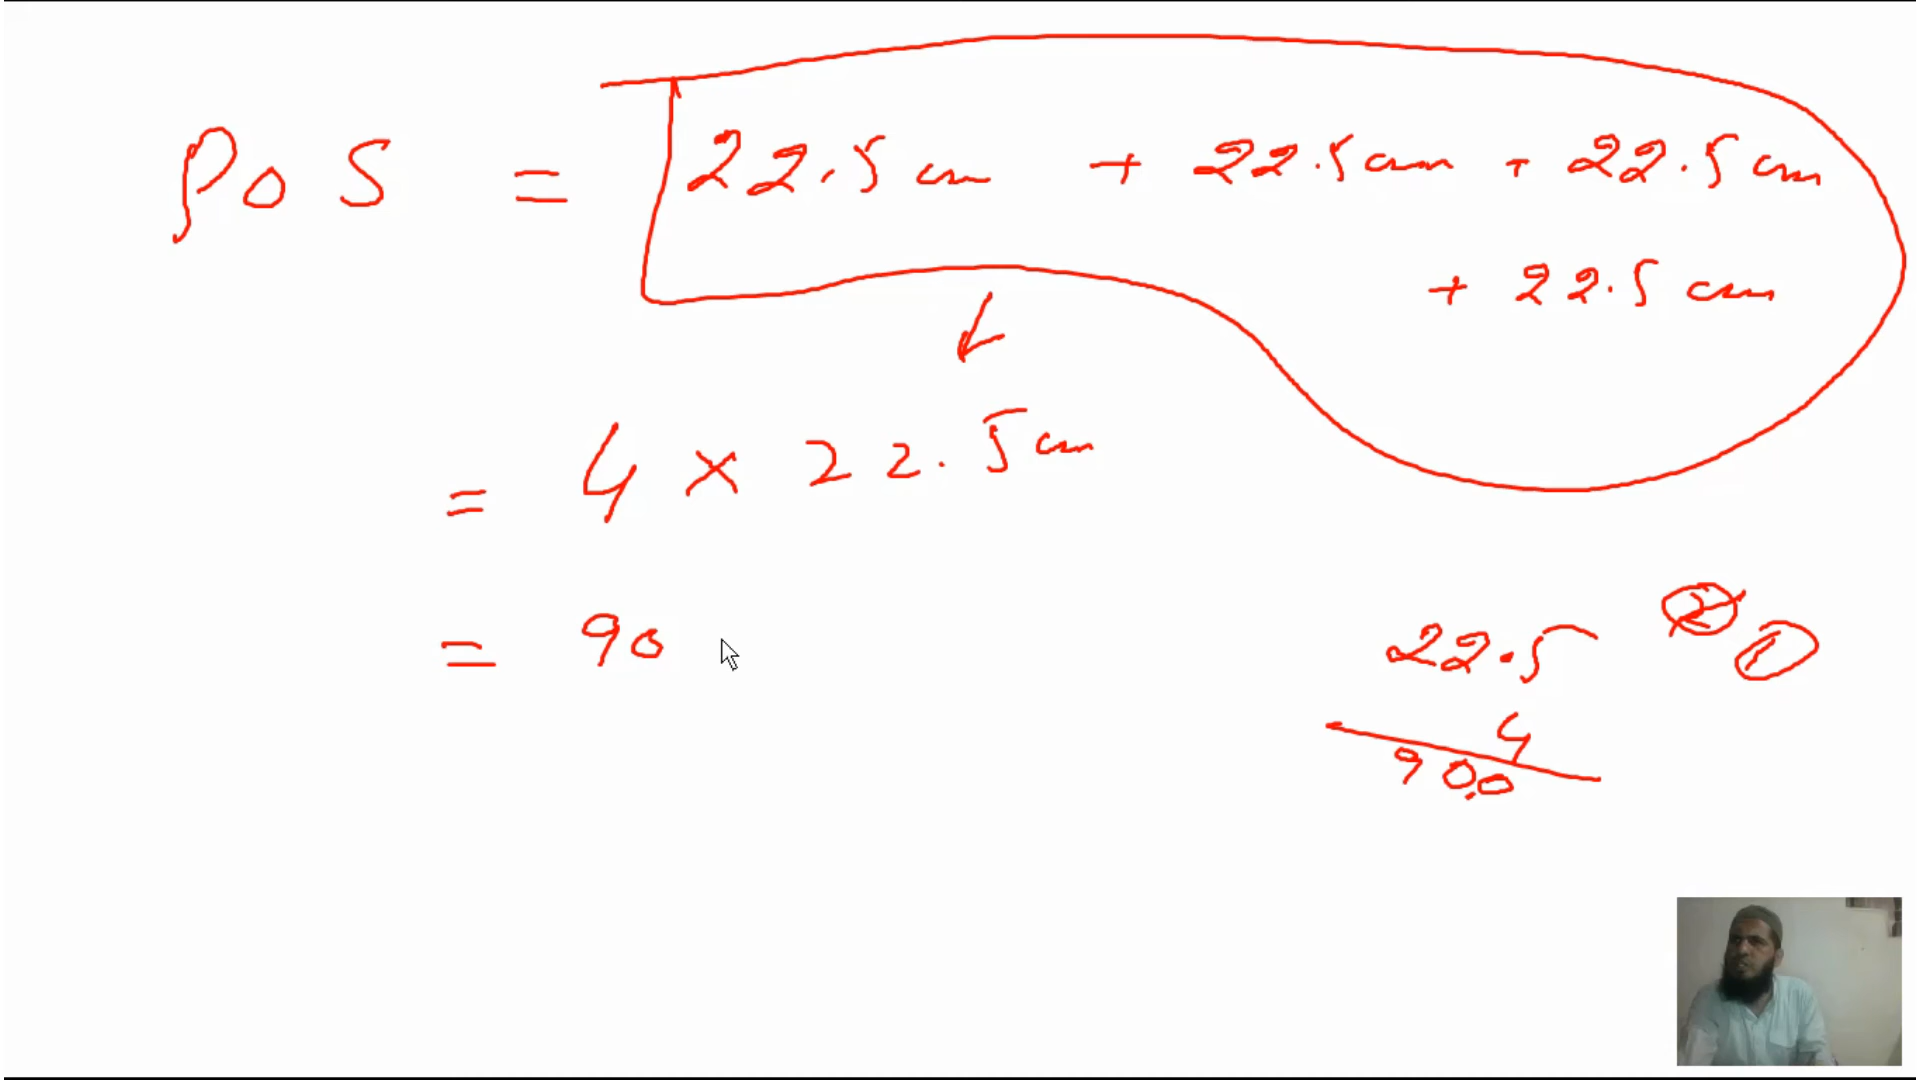 PoS = 22.5 cm + 22.5 cm + 22.5 cm
+ 22.5 cm
= 4 × 22.5 cm
= 90
22.5
4
90.0
2
1